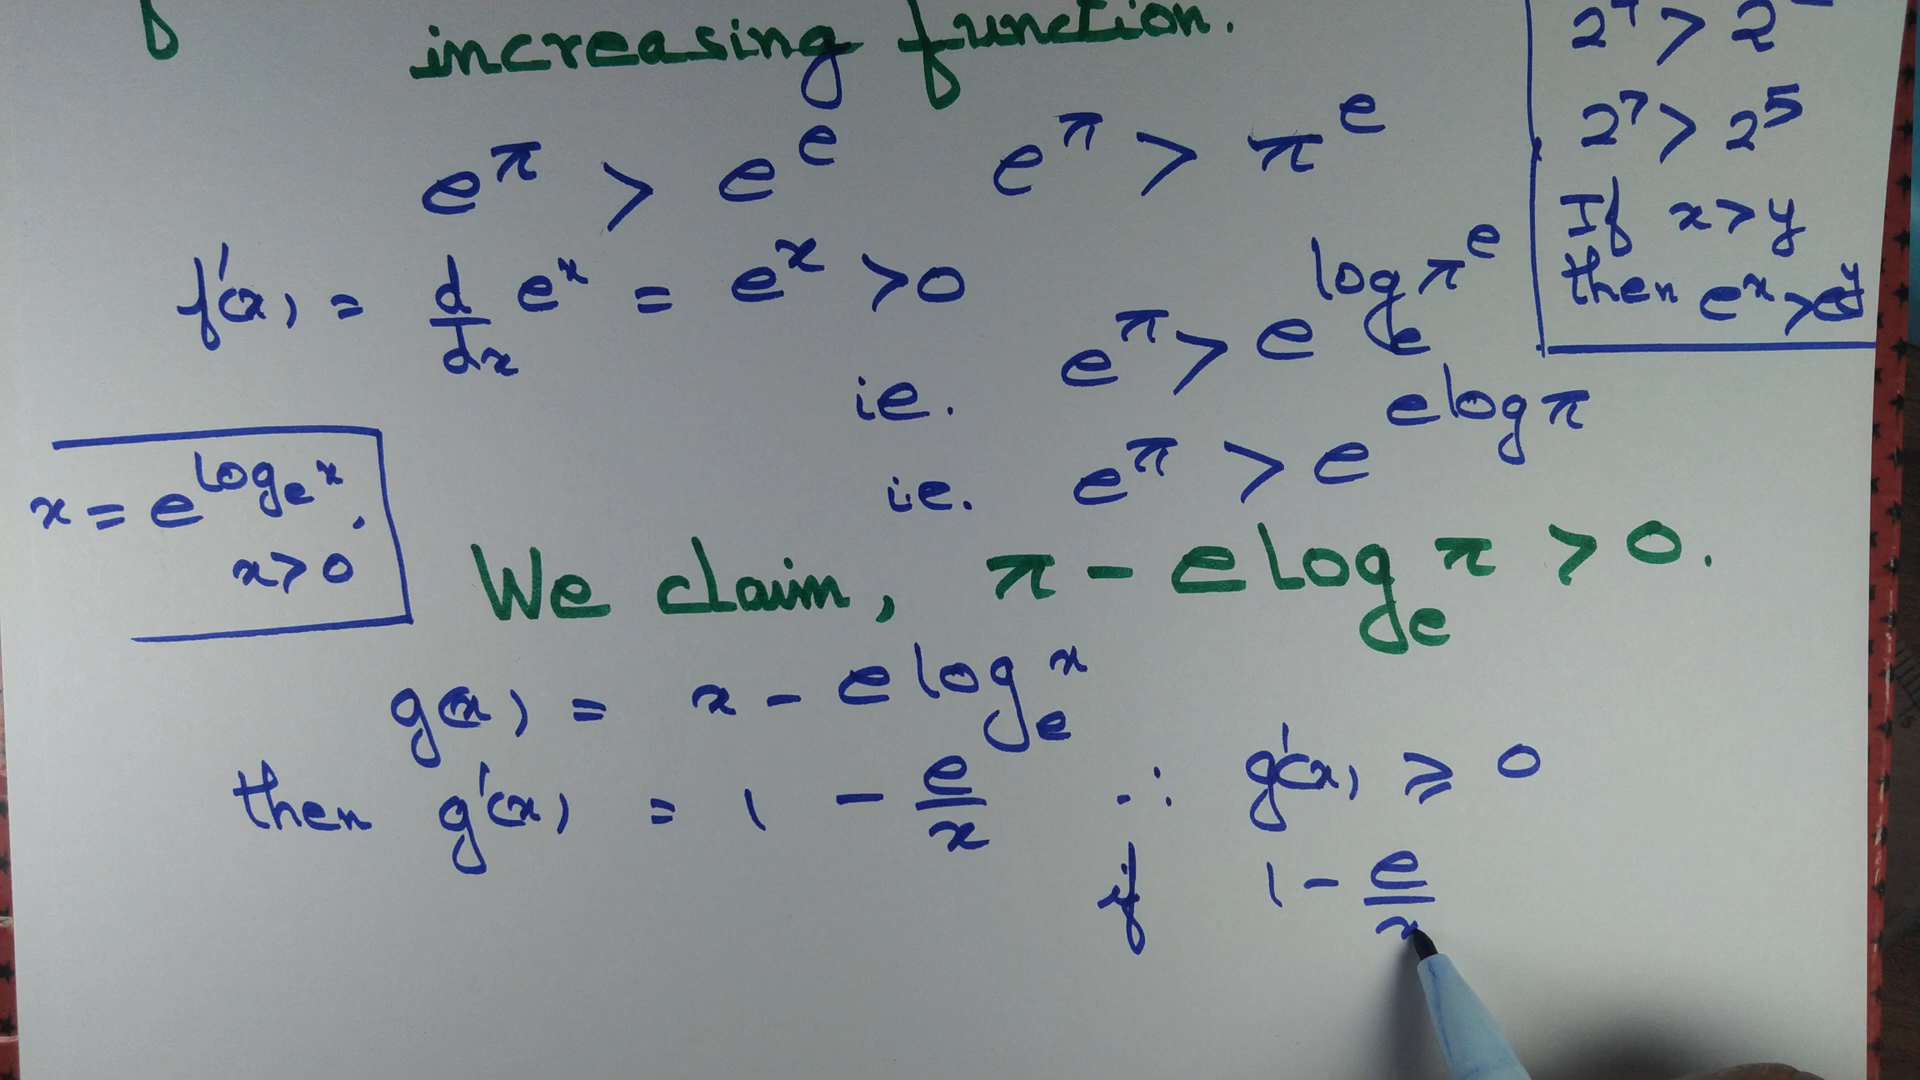 increasing function.
e^π > e^e    e^π > π^e
f'(x) = d/dx e^x = e^x > 0
e^π > e^(log_e π^e)
ie.
ie. e^π > e^(e log π)
2^7 > 2^5
If x > y
then e^x > e^y
x = e^(log_e x).
x > 0
We claim, π - e log_e π > 0.
g(x) = x - e log_e x
then g'(x) = 1 - e/x  ∴ g'(x) ⩾ 0
if 1 - e/x